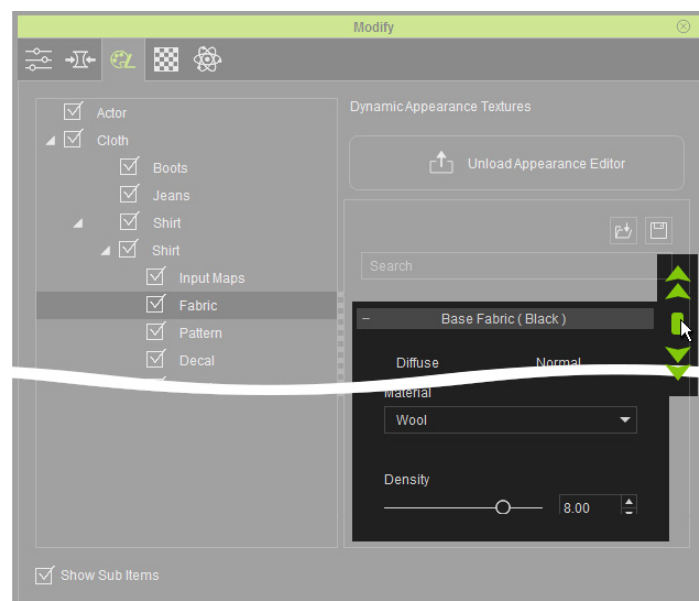 Modify
Actor
Cloth
Boots
Jeans
Shirt
Shirt
Input Maps
Fabric
Pattern
Decal
Show Sub Items
Dynamic Appearance Textures
Unload Appearance Editor
Search
Base Fabric ( Black )
Diffuse Normal
Material
Wool
Density
8.00